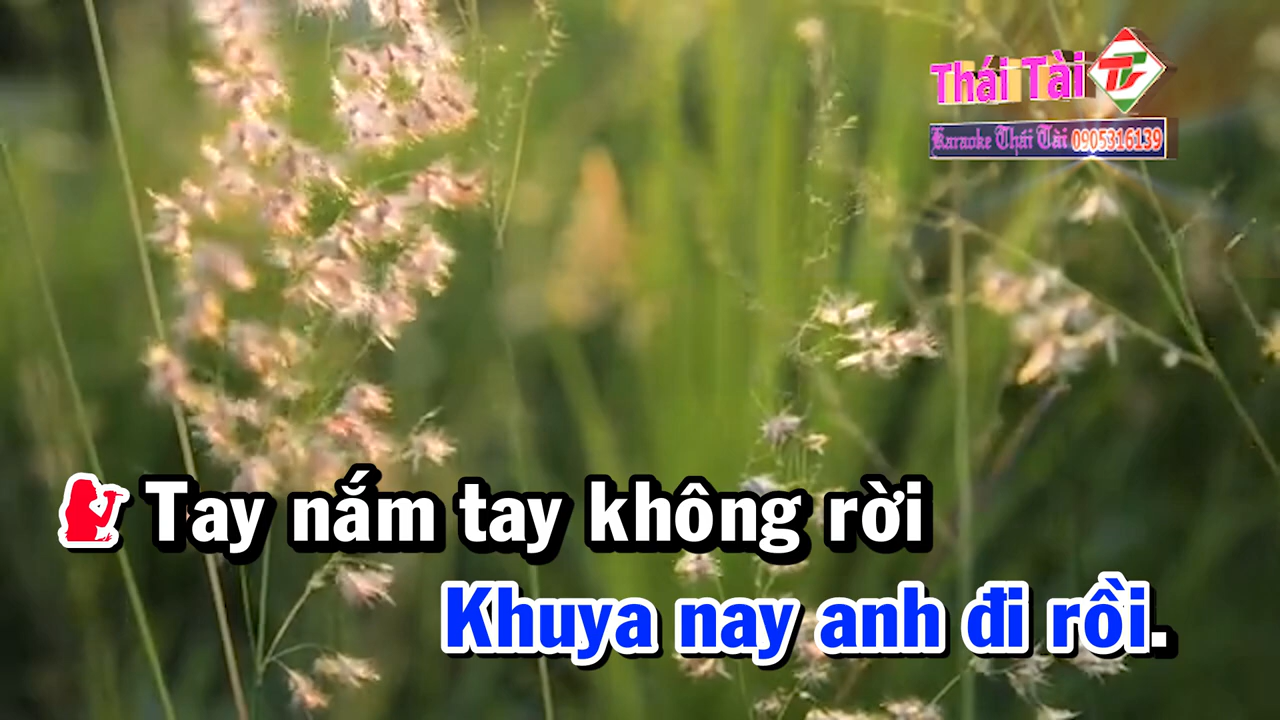 Thái Tài
Karaoke Thái Tài 0905316139
Tay nắm tay không rời
Khuya nay anh đi rồi.